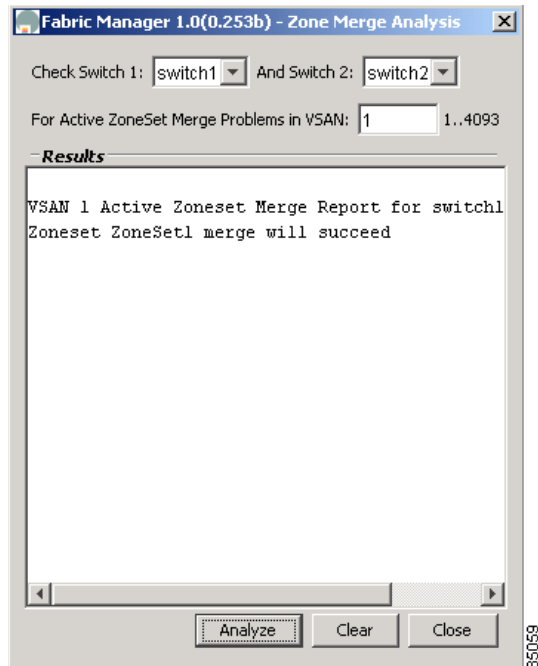 Fabric Manager 1.0(0.253b) - Zone Merge Analysis
Check Switch 1: switch1 And Switch 2: switch2
For Active ZoneSet Merge Problems in VSAN: 1 1..4093
Results
VSAN 1 Active Zoneset Merge Report for switch1
Zoneset ZoneSet1 merge will succeed
Analyze Clear Close
85059